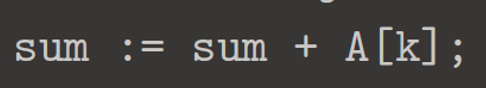 sum := sum + A[k];